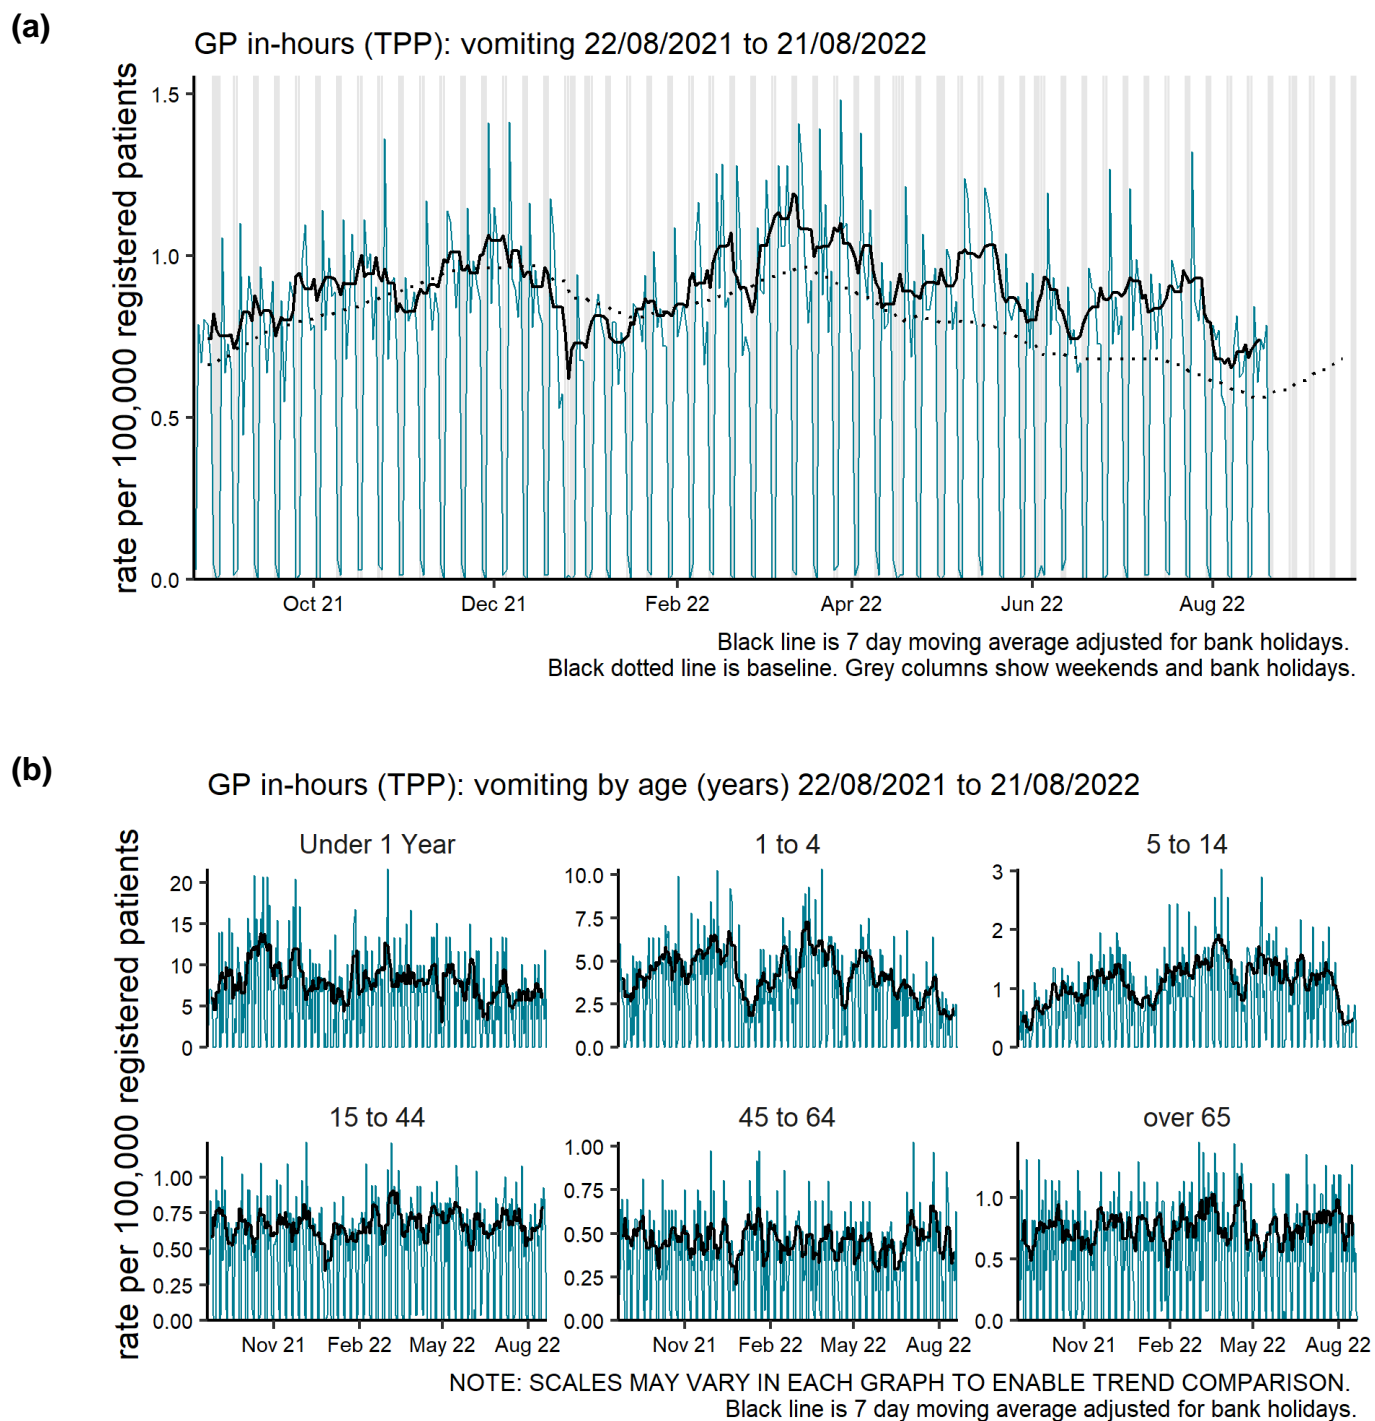 (a)
GP in-hours (TPP): vomiting 22/08/2021 to 21/08/2022
rate per 100,000 registered patients
1.5
1.0
0.5
0.0
Oct 21 Dec 21 Feb 22 Apr 22 Jun 22 Aug 22
Black line is 7 day moving average adjusted for bank holidays.
Black dotted line is baseline. Grey columns show weekends and bank holidays.
(b)
GP in-hours (TPP): vomiting by age (years) 22/08/2021 to 21/08/2022
rate per 100,000 registered patients
Under 1 Year 1 to 4 5 to 14
20
15
10
5
0
10.0
7.5
5.0
2.5
0.0
3
2
1
0
15 to 44 45 to 64 over 65
1.00
0.75
0.50
0.25
0.00
1.00
0.75
0.50
0.25
0.00
1.0
0.5
0.0
Nov 21 Feb 22 May 22 Aug 22 Nov 21 Feb 22 May 22 Aug 22 Nov 21 Feb 22 May 22 Aug 22
NOTE: SCALES MAY VARY IN EACH GRAPH TO ENABLE TREND COMPARISON.
Black line is 7 day moving average adjusted for bank holidays.